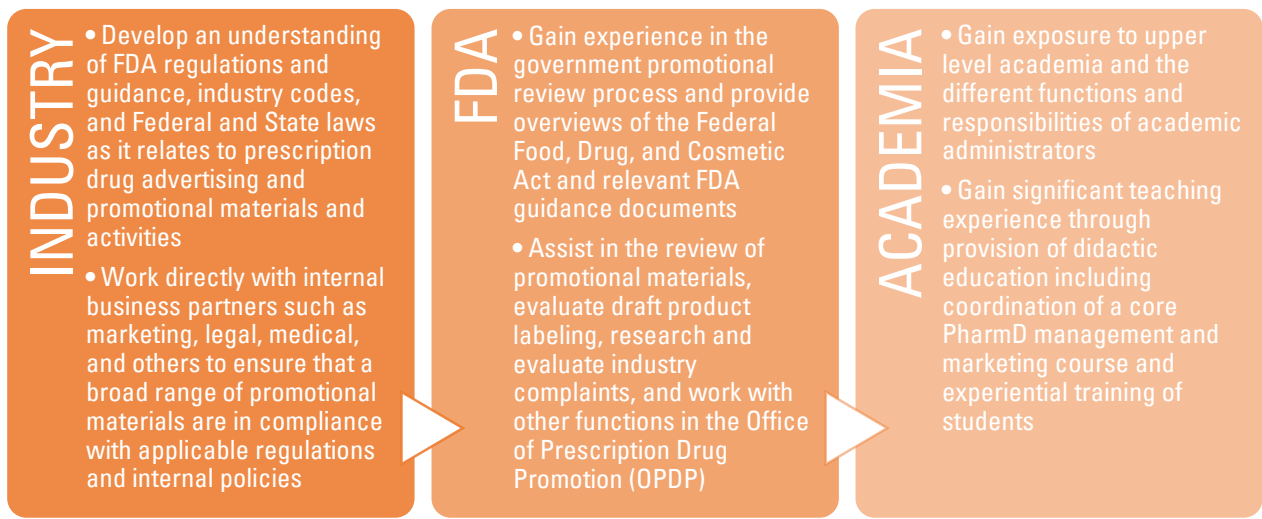 INDUSTRY
• Develop an understanding
of FDA regulations and
guidance, industry codes,
and Federal and State laws
as it relates to prescription
drug advertising and
promotional materials and
activities
• Work directly with internal
business partners such as
marketing, legal, medical,
and others to ensure that a
broad range of promotional
materials are in compliance
with applicable regulations
and internal policies
FDA
• Gain experience in the
government promotional
review process and provide
overviews of the Federal
Food, Drug, and Cosmetic
Act and relevant FDA
guidance documents
• Assist in the review of
promotional materials,
evaluate draft product
labeling, research and
evaluate industry
complaints, and work with
other functions in the Office
of Prescription Drug
Promotion (OPDP)
ACADEMIA
• Gain exposure to upper
level academia and the
different functions and
responsibilities of academic
administrators
• Gain significant teaching
experience through
provision of didactic
education including
coordination of a core
PharmD management and
marketing course and
experiential training of
students